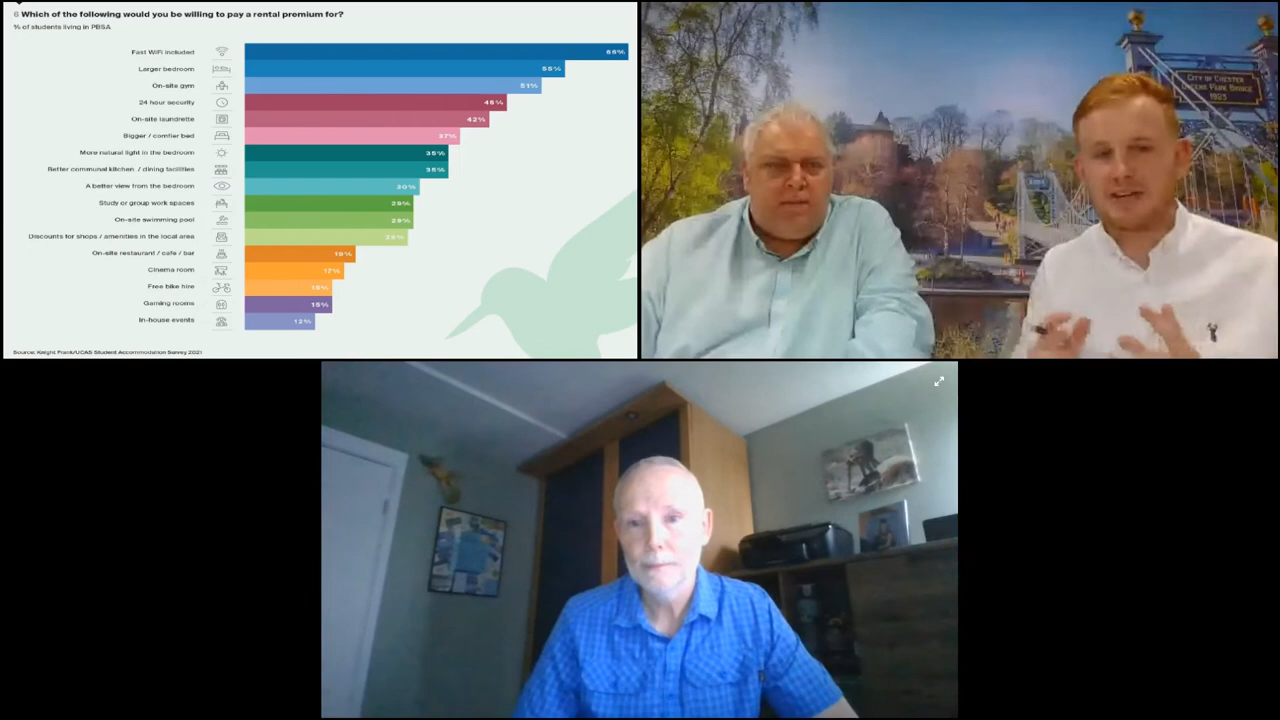 6 Which of the following would you be willing to pay a rental premium for?
% of students living in PBSA
Fast WiFi included 66%
Larger bedroom 55%
On-site gym 51%
24 hour security 45%
On-site laundrette 42%
Bigger / comfier bed 37%
More natural light in the bedroom 35%
Better communal kitchen / dining facilities 35%
A better view from the bedroom 30%
Study or group work spaces 29%
On-site swimming pool 29%
Discounts for shops / amenities in the local area 28%
On-site restaurant / cafe / bar 19%
Cinema room 17%
Free bike hire 15%
Gaming rooms 15%
In-house events 12%
Source: Knight Frank/UCAS Student Accommodation Survey 2021
CITY OF CHESTER
QUEENS PARK BRIDGE
1923